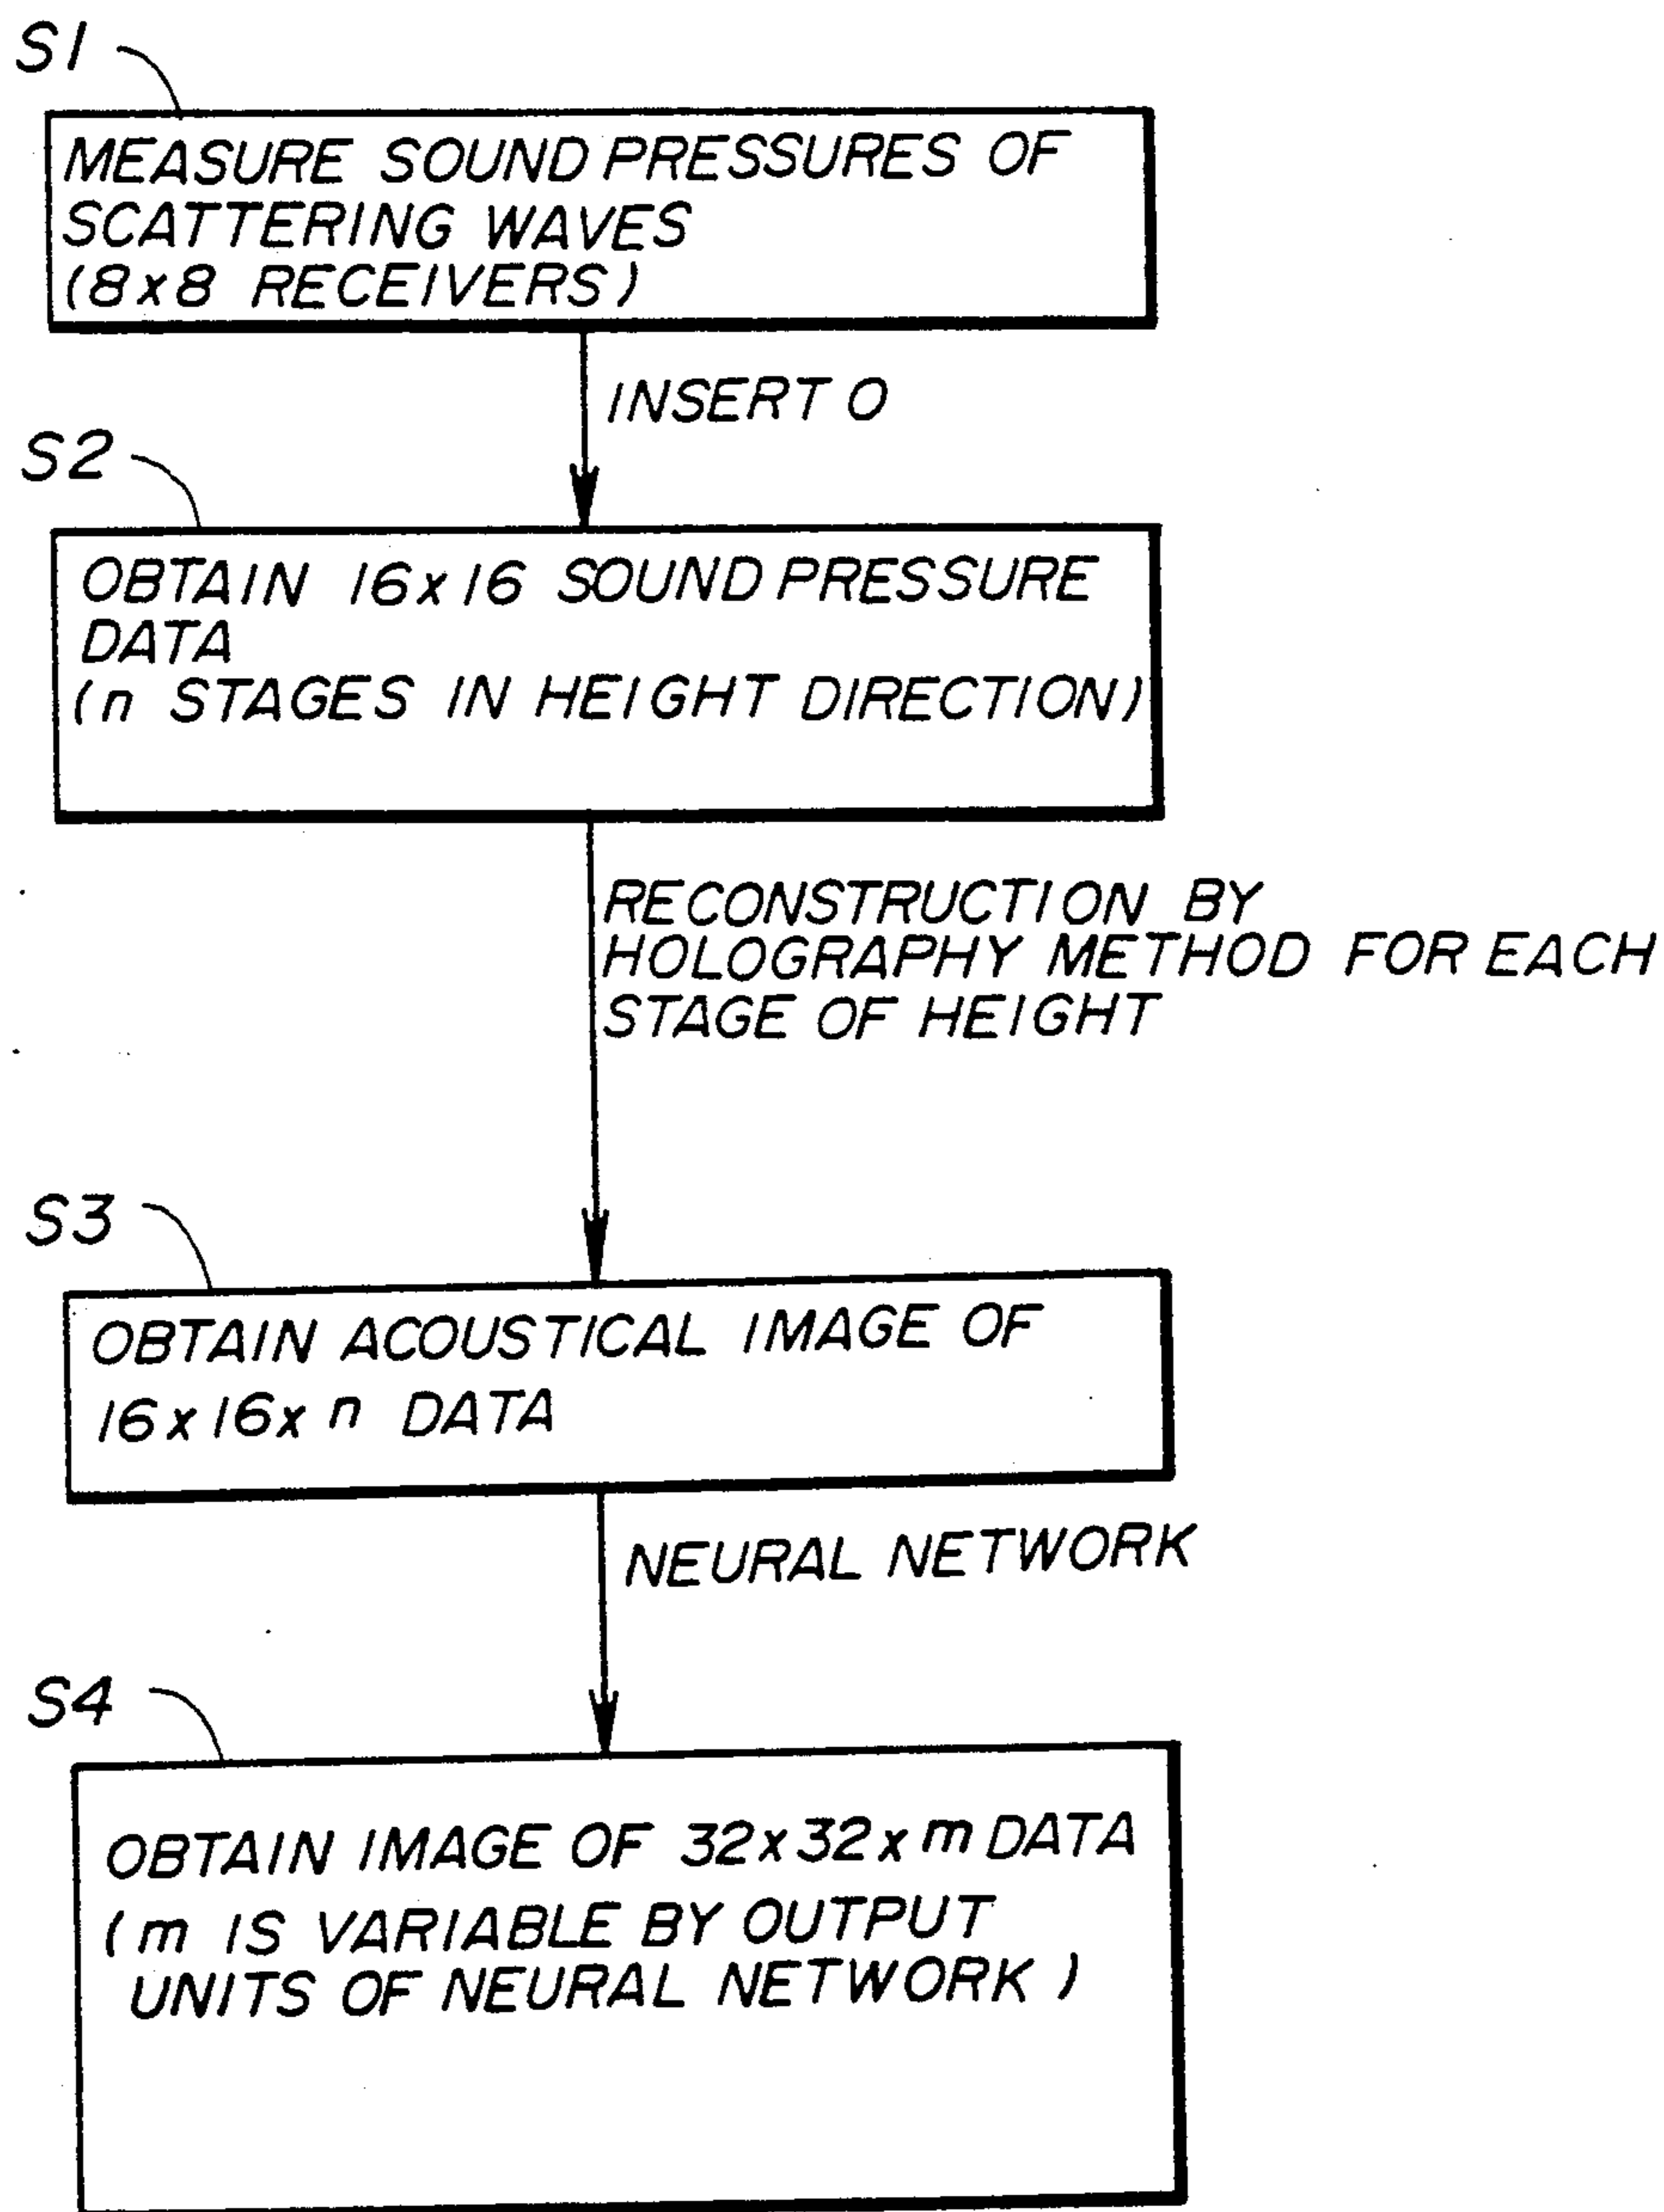 S1
MEASURE SOUND PRESSURES OF
SCATTERING WAVES
(8x8 RECEIVERS)
INSERT 0
S2
OBTAIN 16x16 SOUND PRESSURE
DATA
(n STAGES IN HEIGHT DIRECTION)
RECONSTRUCTION BY
HOLOGRAPHY METHOD FOR EACH
STAGE OF HEIGHT
S3
OBTAIN ACOUSTICAL IMAGE OF
16x16x n DATA
NEURAL NETWORK
S4
OBTAIN IMAGE OF 32x32x m DATA
(m IS VARIABLE BY OUTPUT
UNITS OF NEURAL NETWORK)